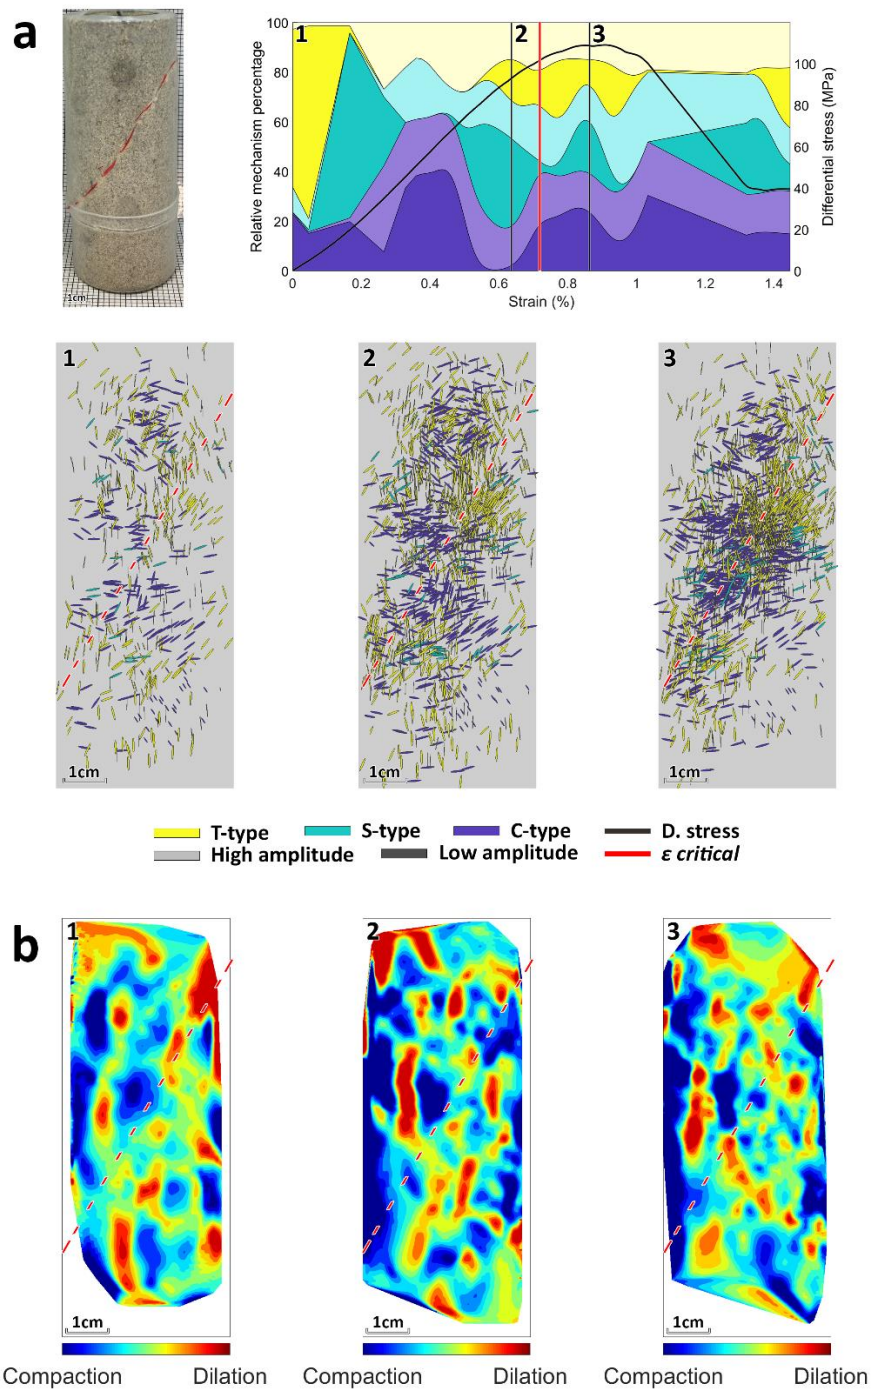 a
1cm
Relative mechanism percentage
100
80
60
40
20
0
1
2
3
0
0.2
0.4
0.6
0.8
1
1.2
1.4
Strain (%)
100
80
60
40
20
0
Differential stress (MPa)
1
1cm
2
1cm
3
1cm
T-type S-type C-type D. stress
High amplitude Low amplitude ε critical
b
1
1cm
2
1cm
3
1cm
Compaction Dilation Compaction Dilation Compaction Dilation